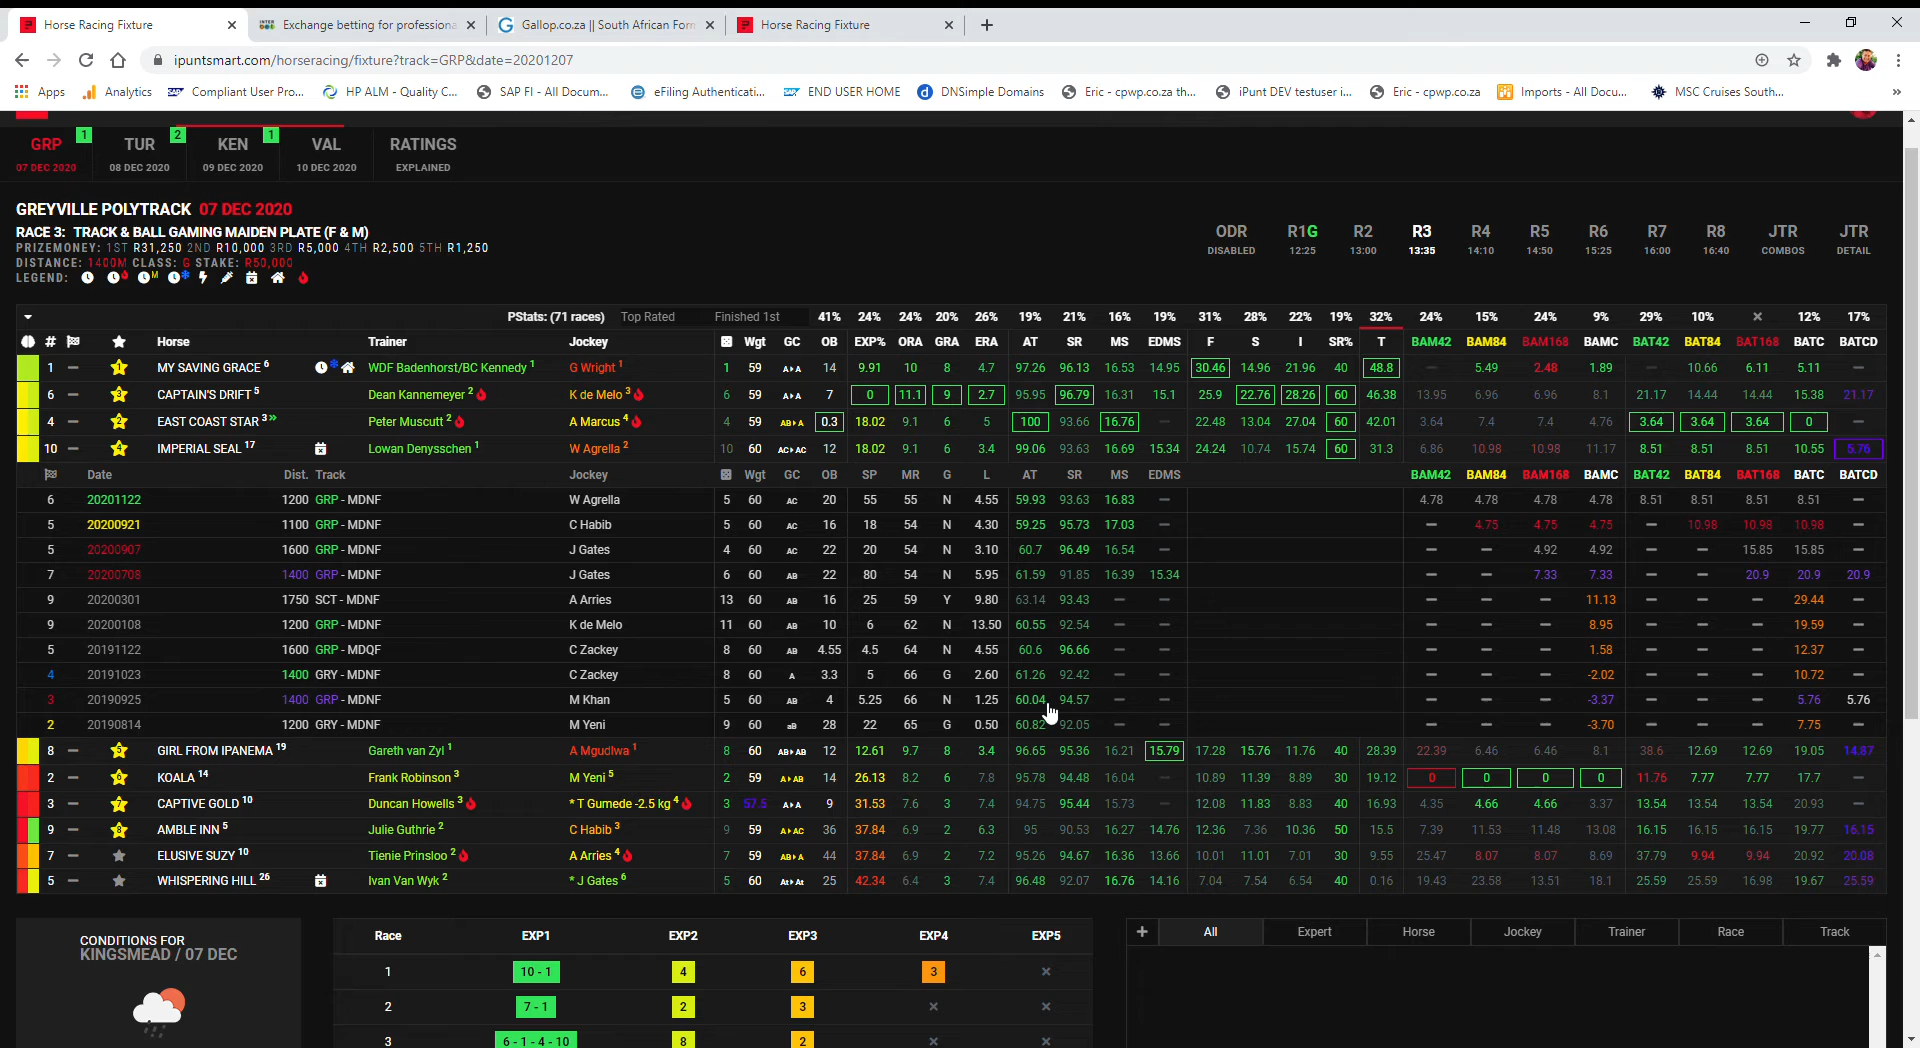 Horse Racing Fixture
Exchange betting for professiona
Gallop.co.za || South African Forn
Horse Racing Fixture
ipuntsmart.com/horseracing/fixture?track=GRP&date=20201207
Apps Analytics Compliant User Pro... HP ALM - Quality C... SAP FI - All Docum... eFiling Authenticati... END USER HOME DNSimple Domains Eric - cpwp.co.za th... iPunt DEV testuser i... Eric - cpwp.co.za Imports - All Docu... MSC Cruises South... »
GRP 1 TUR 2 KEN 1 VAL RATINGS
07 DEC 2020 08 DEC 2020 09 DEC 2020 10 DEC 2020 EXPLAINED
GREYVILLE POLYTRACK 07 DEC 2020
RACE 3: TRACK & BALL GAMING MAIDEN PLATE (F & M)
PRIZEMONEY: 1ST R31,250 2ND R10,000 3RD R5,000 4TH R2,500 5TH R1,250
DISTANCE: 1400M CLASS: G STAKE: R50,000
LEGEND:
ODR R1G R2 R3 R4 R5 R6 R7 R8 JTR JTR
DISABLED 12:25 13:00 13:35 14:10 14:50 15:25 16:00 16:40 COMBOS DETAIL
PStats: (71 races) Top Rated Finished 1st 41% 24% 24% 20% 26% 19% 21% 16% 19% 31% 28% 22% 19% 32% 24% 15% 24% 9% 29% 10% × 12% 17%
# Horse Trainer Jockey Wgt GC OB EXP% ORA GRA ERA AT SR MS EDMS F S I SR% T BAM42 BAM84 BAM168 BAMC BAT42 BAT84 BAT168 BATC BATCD
1 — 1 MY SAVING GRACE 6 WDF Badenhorst/BC Kennedy 1 G Wright 1 1 59 A▸A 14 9.91 10 8 4.7 97.26 96.13 16.53 14.95 30.46 14.96 21.96 40 48.8 — 5.49 2.48 1.89 — 10.66 6.11 5.11 —
6 — 3 CAPTAIN'S DRIFT 5 Dean Kannemeyer 2 K de Melo 3 6 59 A▸A 7 0 11.1 9 2.7 95.95 96.79 16.31 15.1 25.9 22.76 28.26 60 46.38 13.95 6.96 6.96 8.1 21.17 14.44 14.44 15.38 21.17
4 — 2 EAST COAST STAR 3 » Peter Muscutt 2 A Marcus 4 4 59 AB▸A 0.3 18.02 9.1 6 5 100 93.66 16.76 — 22.48 13.04 27.04 60 42.01 3.64 7.4 7.4 4.76 3.64 3.64 3.64 0 —
10 — 4 IMPERIAL SEAL 17 Lowan Denysschen 1 W Agrella 2 10 60 AC▸AC 12 18.02 9.1 6 3.4 99.06 93.63 16.69 15.34 24.24 10.74 15.74 60 31.3 6.86 10.98 10.98 11.17 8.51 8.51 8.51 10.55 5.76
Date Dist. Track Jockey Wgt GC OB SP MR G L AT SR MS EDMS BAM42 BAM84 BAM168 BAMC BAT42 BAT84 BAT168 BATC BATCD
6 20201122 1200 GRP - MDNF W Agrella 5 60 AC 20 55 55 N 4.55 59.93 93.63 16.83 — 4.78 4.78 4.78 4.78 8.51 8.51 8.51 8.51 —
5 20200921 1100 GRP - MDNF C Habib 5 60 AC 16 18 54 N 4.30 59.25 95.73 17.03 — — 4.75 4.75 4.75 — 10.98 10.98 10.98 —
5 20200907 1600 GRP - MDNF J Gates 4 60 AC 22 20 54 N 3.10 60.7 96.49 16.54 — — — 4.92 4.92 — — 15.85 15.85 —
7 20200708 1400 GRP - MDNF J Gates 6 60 AB 22 80 54 N 5.95 61.59 91.85 16.39 15.34 — — 7.33 7.33 — — 20.9 20.9 20.9
9 20200301 1750 SCT - MDNF A Arries 13 60 AB 16 25 59 Y 9.80 63.14 93.43 — — — — — 11.13 — — — 29.44 —
9 20200108 1200 GRP - MDNF K de Melo 11 60 AB 10 6 62 N 13.50 60.55 92.54 — — — — — 8.95 — — — 19.59 —
5 20191122 1600 GRP - MDQF C Zackey 8 60 AB 4.55 4.5 64 N 4.55 60.6 96.66 — — — — — 1.58 — — — 12.37 —
4 20191023 1400 GRY - MDNF C Zackey 8 60 A 3.3 5 66 G 2.60 61.26 92.42 — — — — — -2.02 — — — 10.72 —
3 20190925 1400 GRP - MDNF M Khan 5 60 AB 4 5.25 66 N 1.25 60.04 94.57 — — — — — -3.37 — — — 5.76 5.76
2 20190814 1200 GRY - MDNF M Yeni 9 60 aB 28 22 65 G 0.50 60.82 92.05 — — — — — -3.70 — — — 7.75 —
8 — 5 GIRL FROM IPANEMA 19 Gareth van Zyl 1 A Mgudlwa 1 8 60 AB▸AB 12 12.61 9.7 8 3.4 96.65 95.36 16.21 15.79 17.28 15.76 11.76 40 28.39 22.39 6.46 6.46 8.1 38.6 12.69 12.69 19.05 14.87
2 — 6 KOALA 14 Frank Robinson 3 M Yeni 5 2 59 A▸AB 14 26.13 8.2 6 7.8 95.78 94.48 16.04 — 10.89 11.39 8.89 30 19.12 0 0 0 0 11.76 7.77 7.77 17.7 —
3 — 7 CAPTIVE GOLD 10 Duncan Howells 3 * T Gumede -2.5 kg 4 3 57.5 A▸A 9 31.53 7.6 3 7.4 94.75 95.44 15.73 — 12.08 11.83 8.83 40 16.93 4.35 4.66 4.66 3.37 13.54 13.54 13.54 20.93 —
9 — 8 AMBLE INN 5 Julie Guthrie 2 C Habib 3 9 59 A▸AC 36 37.84 6.9 2 6.3 95 90.53 16.27 14.76 12.36 7.36 10.36 50 15.5 7.39 11.53 11.48 13.08 16.15 16.15 16.15 19.77 16.15
7 — ELUSIVE SUZY 10 Tienie Prinsloo 2 A Arries 4 7 59 AB▸A 44 37.84 6.9 2 7.2 95.26 94.67 16.36 13.66 10.01 11.01 7.01 30 9.55 25.47 8.07 8.07 8.69 37.79 9.94 9.94 20.92 20.08
5 — WHISPERING HILL 26 Ivan Van Wyk 2 * J Gates 6 5 60 At▸At 25 42.34 6.4 3 7.4 96.48 92.07 16.76 14.16 7.04 7.54 6.54 40 0.16 19.43 23.58 13.51 18.1 25.59 25.59 16.98 19.67 25.59
CONDITIONS FOR
KINGSMEAD / 07 DEC
Race EXP1 EXP2 EXP3 EXP4 EXP5
1 10 - 1 4 6 3 ×
2 7 - 1 2 3 × ×
3 6 - 1 - 4 - 10 8 2 × ×
+ All Expert Horse Jockey Trainer Race Track